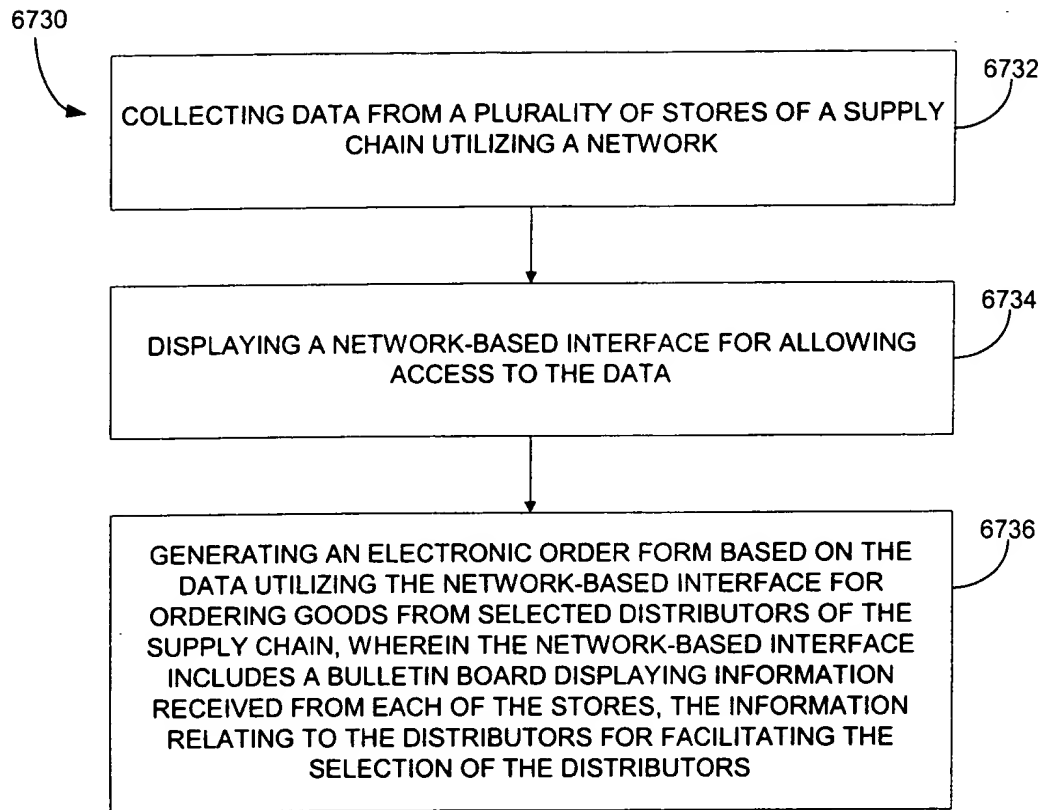 6730
6732
COLLECTING DATA FROM A PLURALITY OF STORES OF A SUPPLY
CHAIN UTILIZING A NETWORK
6734
DISPLAYING A NETWORK-BASED INTERFACE FOR ALLOWING
ACCESS TO THE DATA
6736
GENERATING AN ELECTRONIC ORDER FORM BASED ON THE
DATA UTILIZING THE NETWORK-BASED INTERFACE FOR
ORDERING GOODS FROM SELECTED DISTRIBUTORS OF THE
SUPPLY CHAIN, WHEREIN THE NETWORK-BASED INTERFACE
INCLUDES A BULLETIN BOARD DISPLAYING INFORMATION
RECEIVED FROM EACH OF THE STORES, THE INFORMATION
RELATING TO THE DISTRIBUTORS FOR FACILITATING THE
SELECTION OF THE DISTRIBUTORS